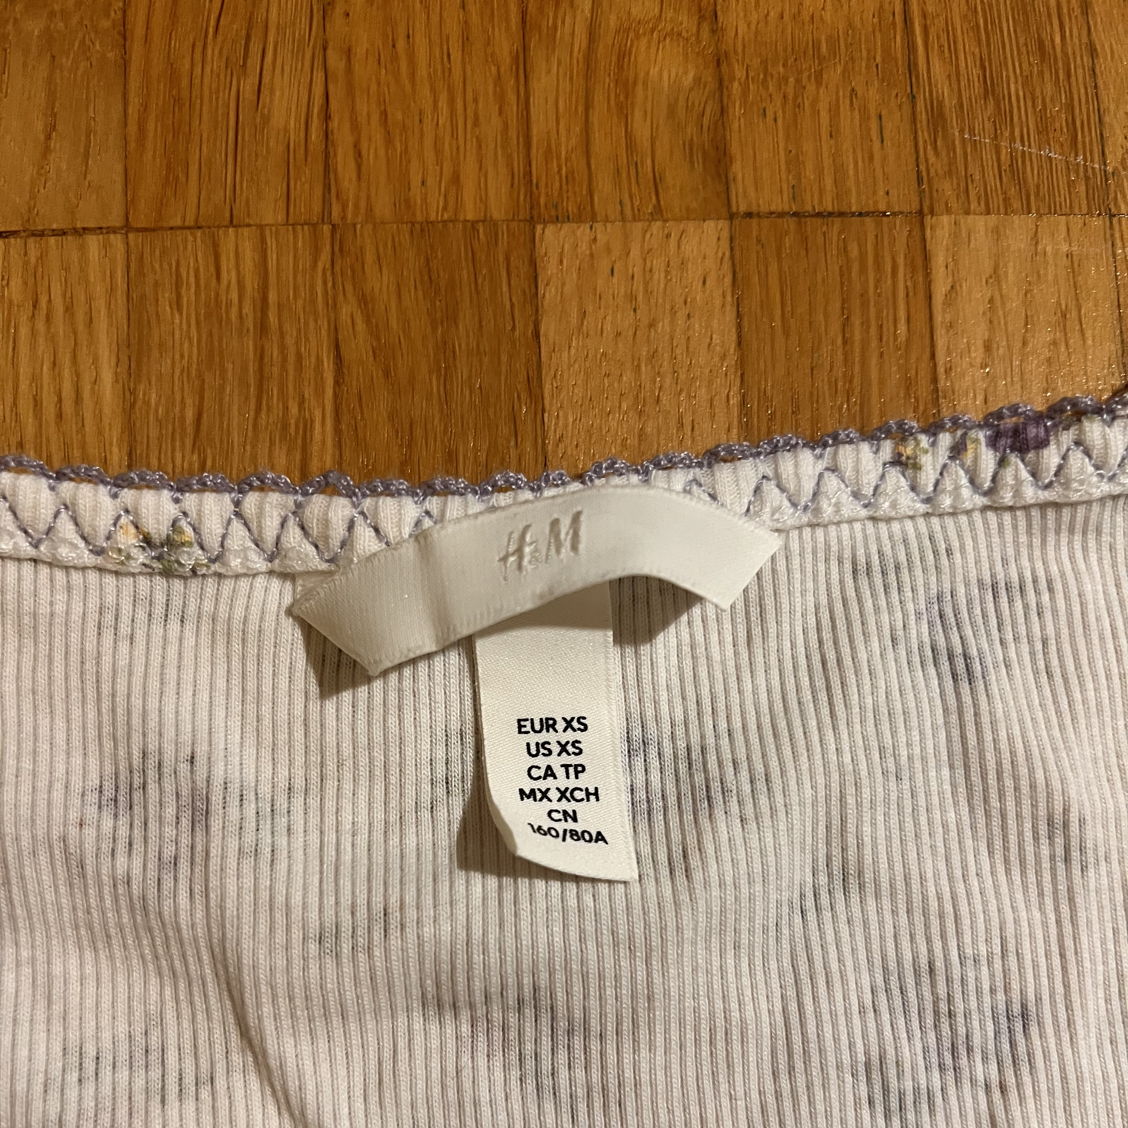 H&M
EUR XS
US XS
CA TP
MX XCH
CN
160/80A